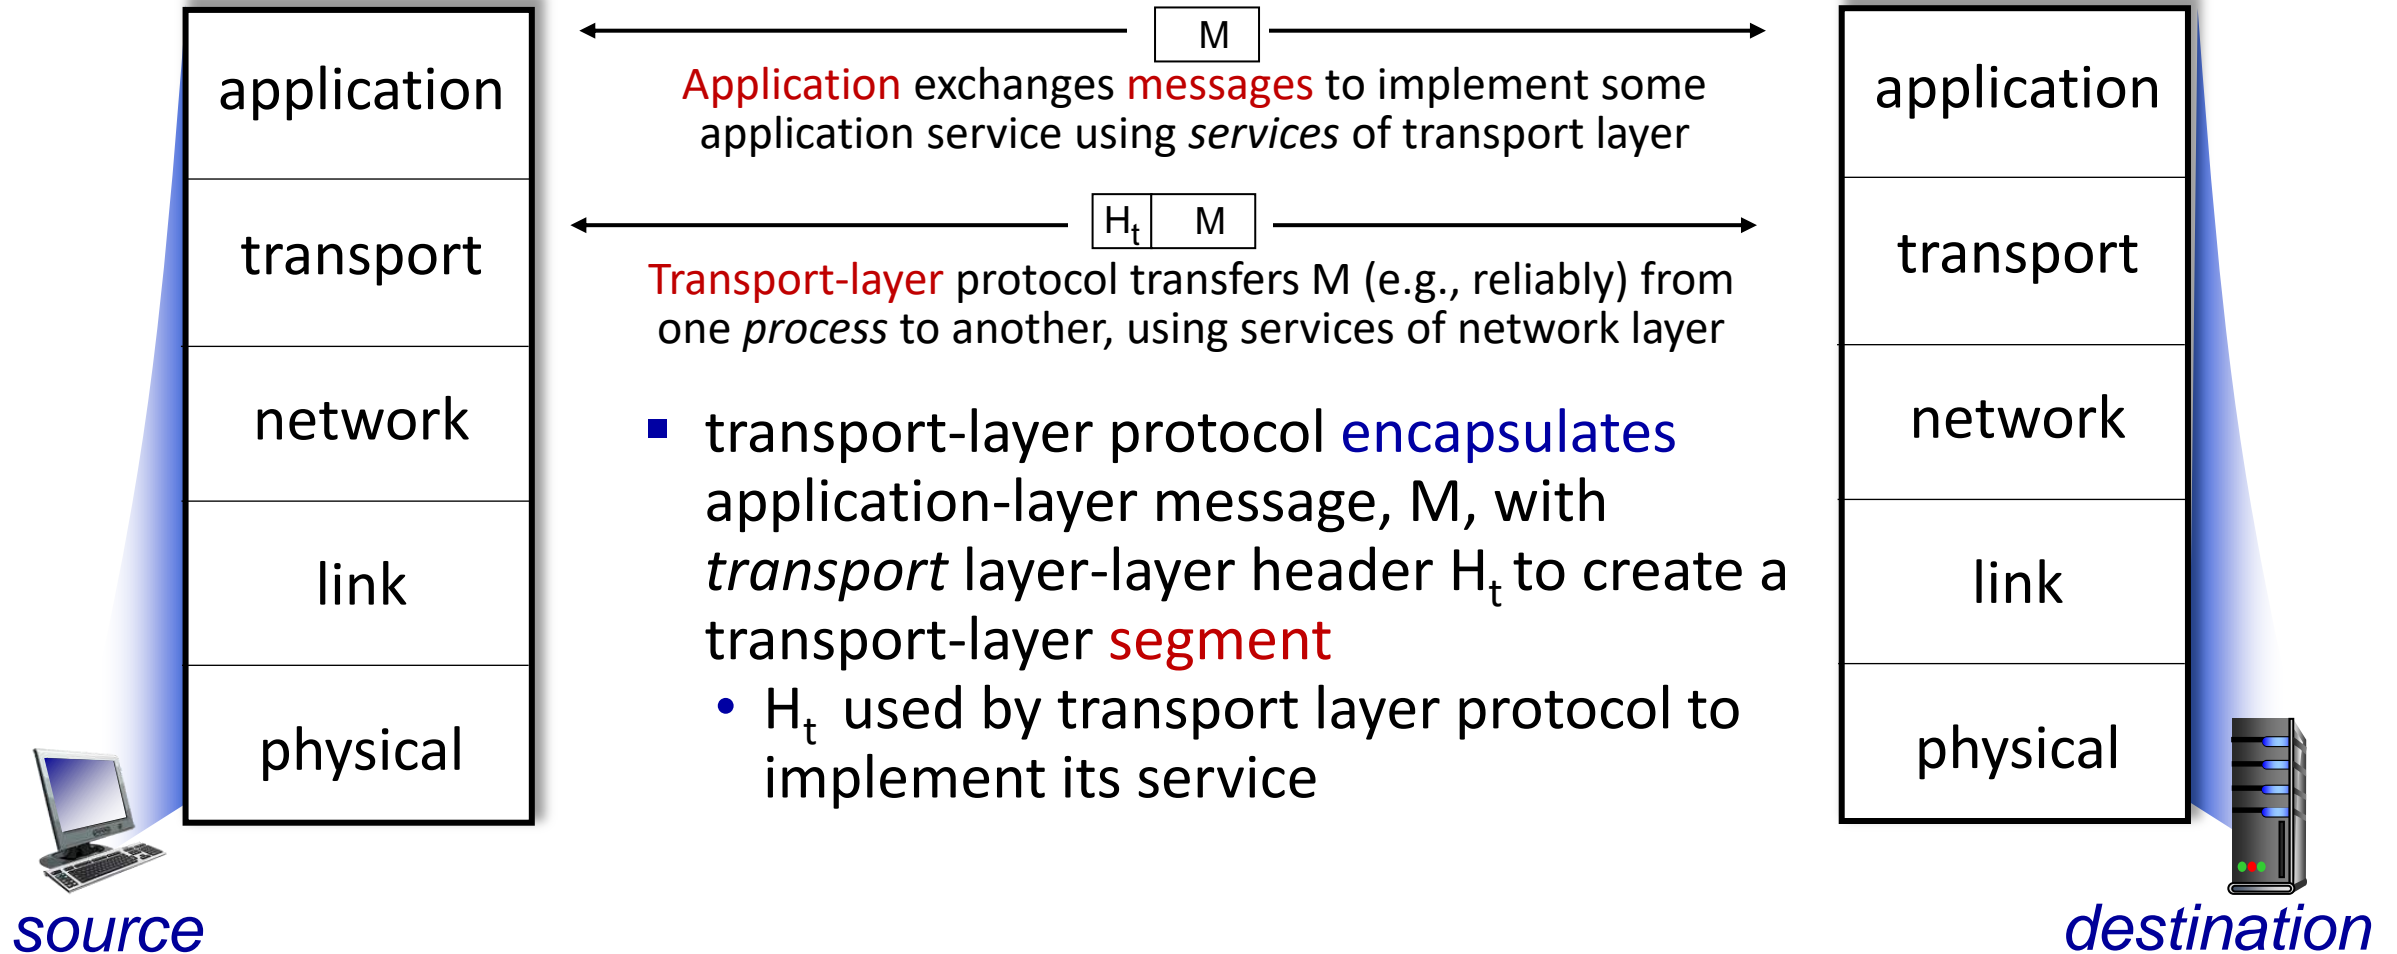 application
transport
network
link
physical
source
M
Application exchanges messages to implement some
application service using services of transport layer
Ht M
Transport-layer protocol transfers M (e.g., reliably) from
one process to another, using services of network layer
▪ transport-layer protocol encapsulates
application-layer message, M, with
transport layer-layer header Ht to create a
transport-layer segment
• Ht used by transport layer protocol to
implement its service
application
transport
network
link
physical
destination